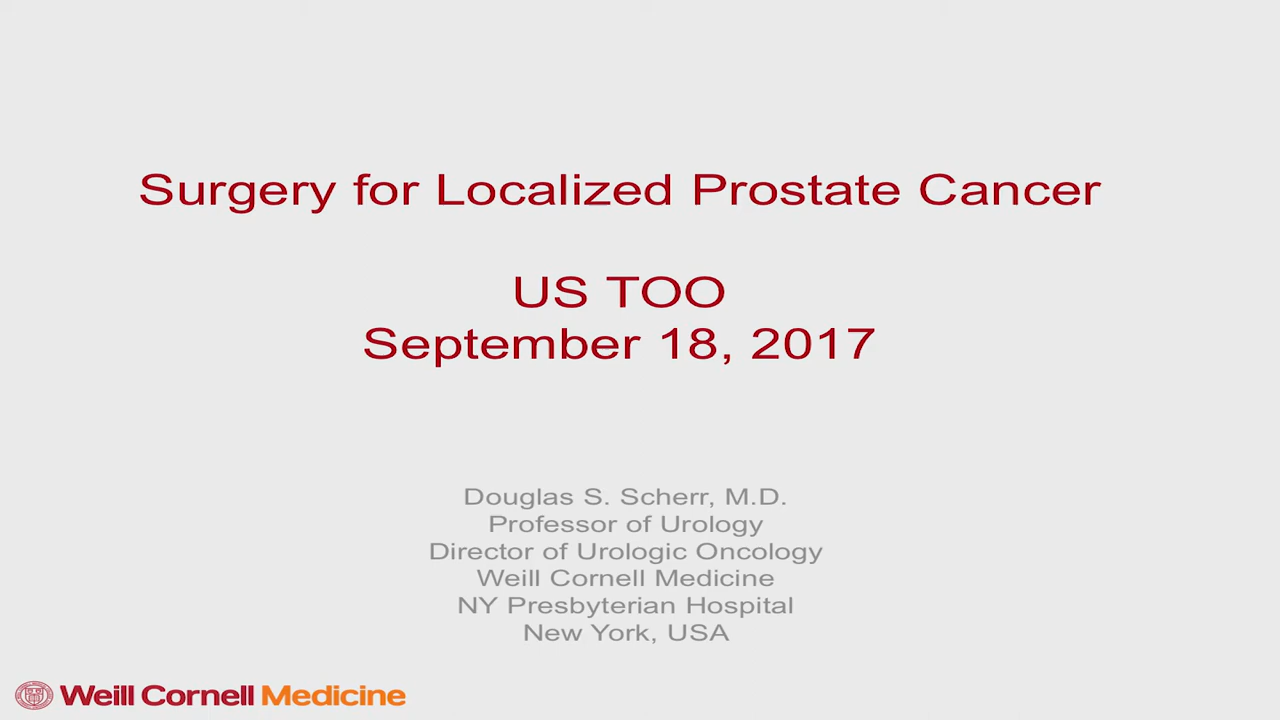 Surgery for Localized Prostate Cancer
US TOO
September 18, 2017
Douglas S. Scherr, M.D.
Professor of Urology
Director of Urologic Oncology
Weill Cornell Medicine
NY Presbyterian Hospital
New York, USA
Weill Cornell Medicine